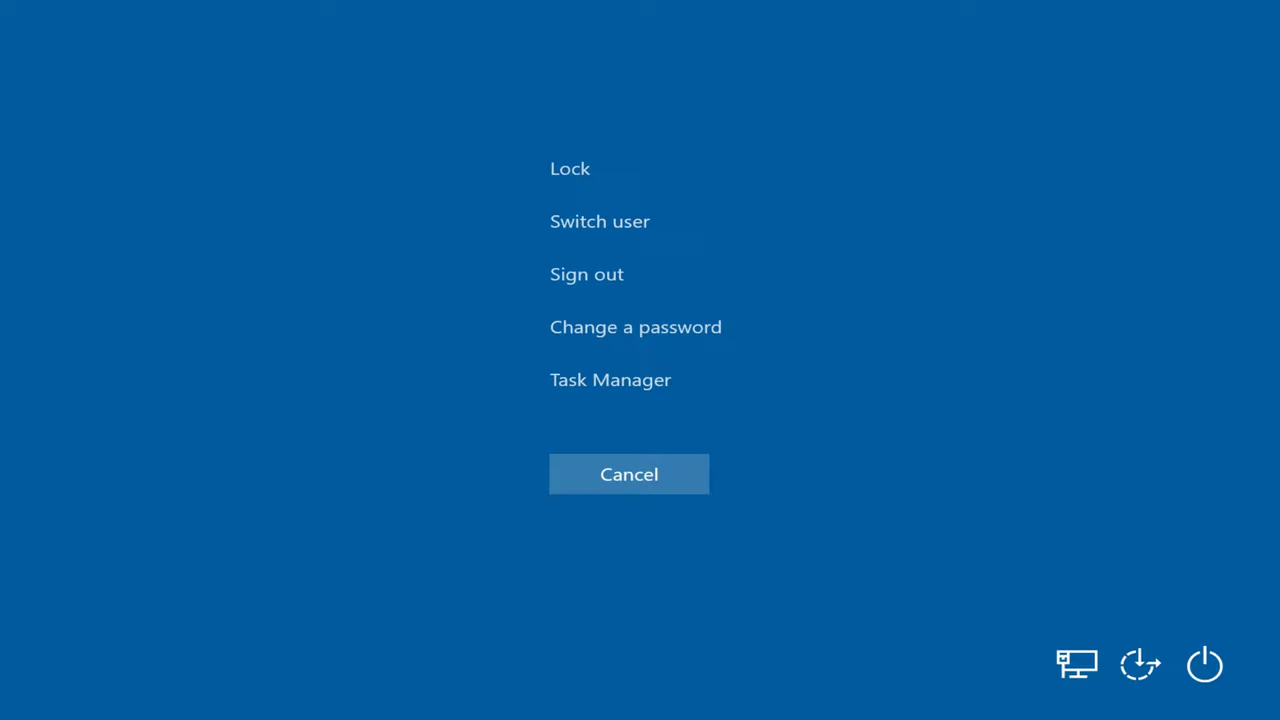 Lock
Switch user
Sign out
Change a password
Task Manager
Cancel